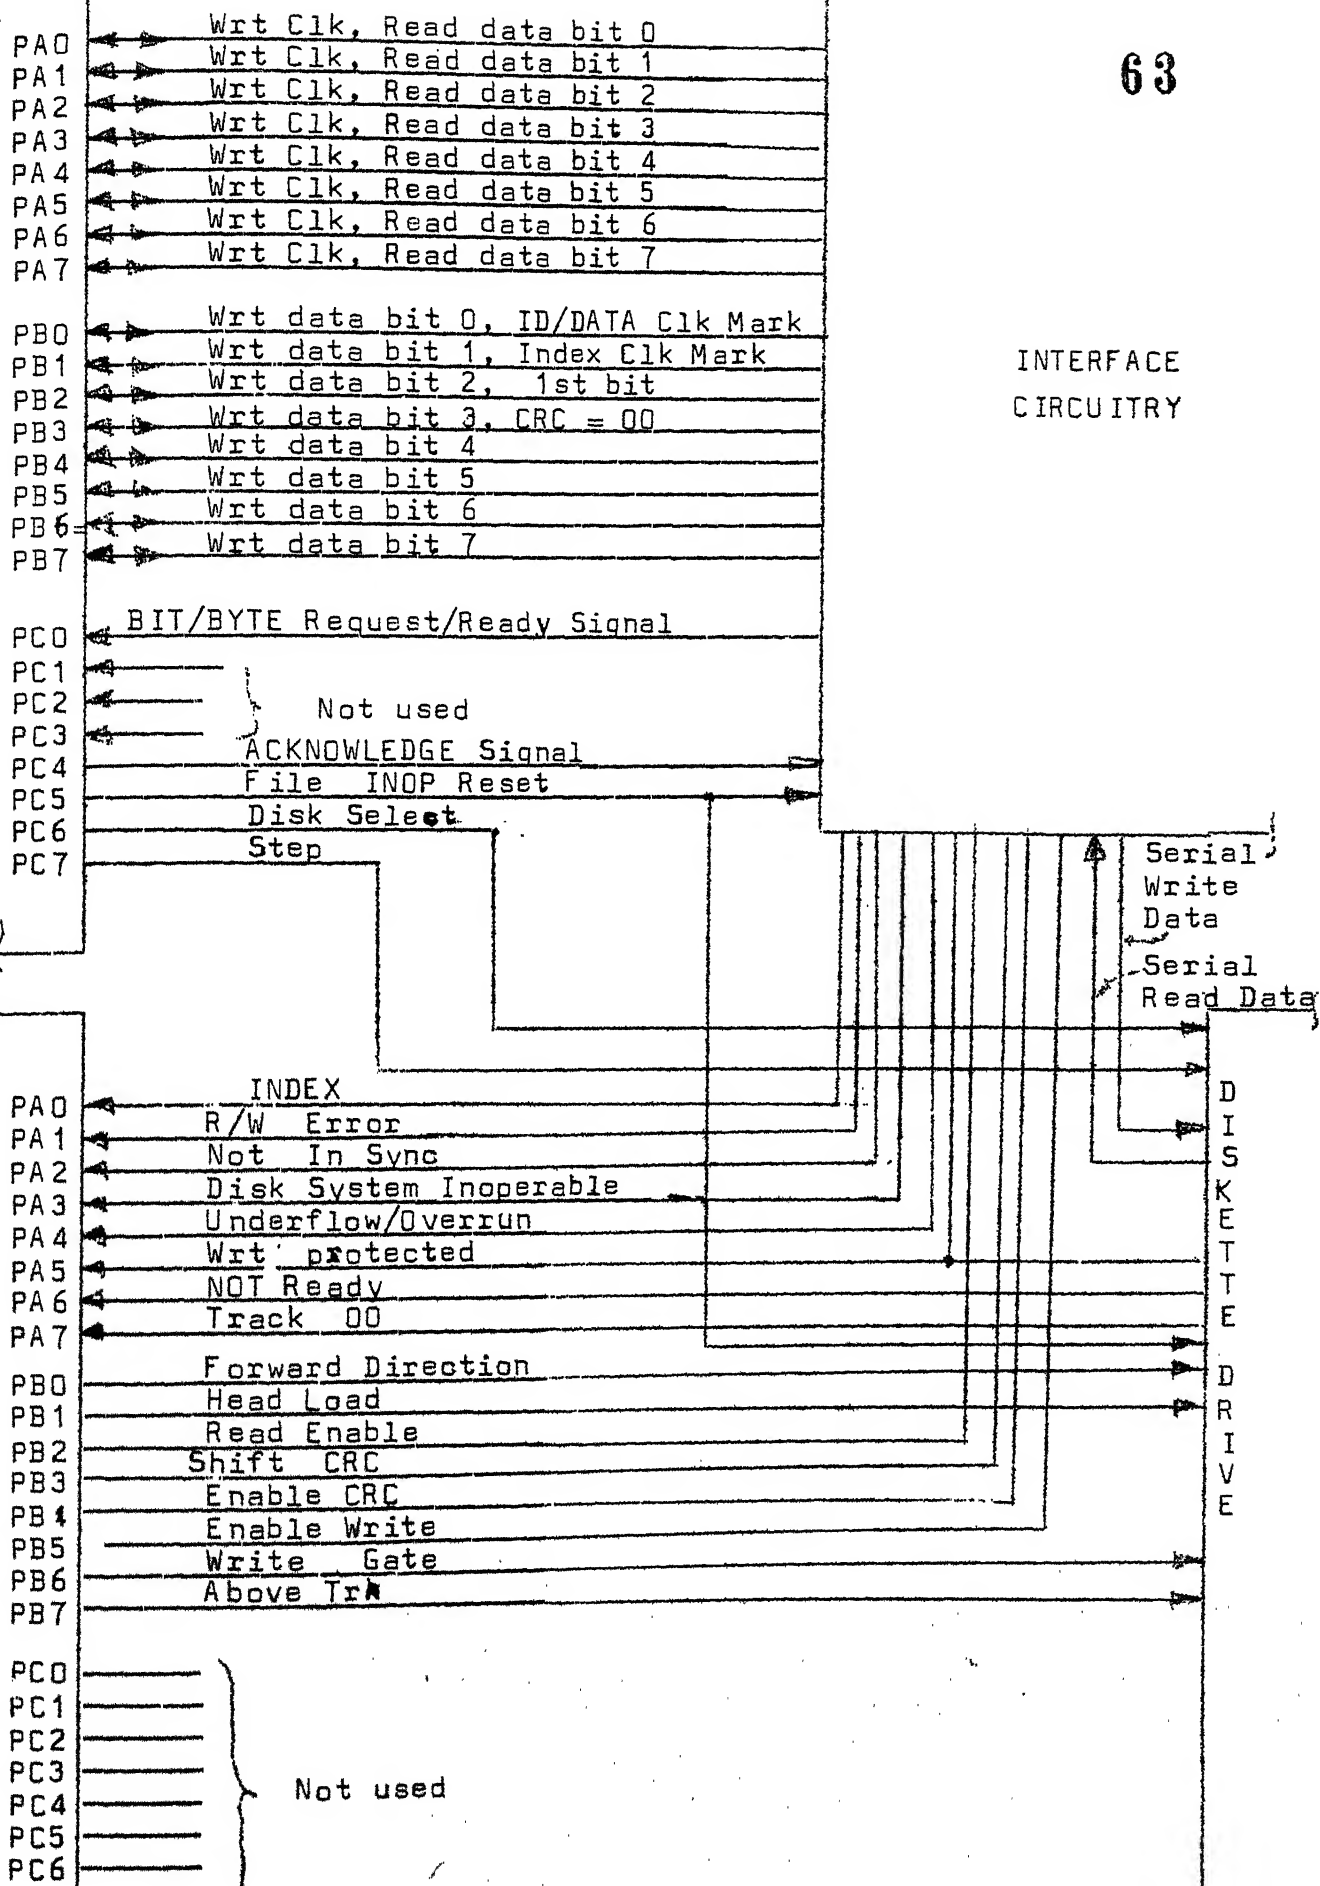 63
PA0 Wrt Clk, Read data bit 0
PA1 Wrt Clk, Read data bit 1
PA2 Wrt Clk, Read data bit 2
PA3 Wrt Clk, Read data bit 3
PA4 Wrt Clk, Read data bit 4
PA5 Wrt Clk, Read data bit 5
PA6 Wrt Clk, Read data bit 6
PA7 Wrt Clk, Read data bit 7
PB0 Wrt data bit 0, ID/DATA Clk Mark
PB1 Wrt data bit 1, Index Clk Mark
PB2 Wrt data bit 2, 1st bit
PB3 Wrt data bit 3, CRC = 00
PB4 Wrt data bit 4
PB5 Wrt data bit 5
PB6 Wrt data bit 6
PB7 Wrt data bit 7
INTERFACE
CIRCUITRY
PC0 BIT/BYTE Request/Ready Signal
PC1
PC2 Not used
PC3
PC4 ACKNOWLEDGE Signal
PC5 File INOP Reset
PC6 Disk Select
PC7 Step
Serial
Write
Data
Serial
Read Data
PA0 INDEX
PA1 R/W Error
PA2 Not In Sync
PA3 Disk System Inoperable
PA4 Underflow/Overrun
PA5 Wrt protected
PA6 NOT Ready
PA7 Track 00
PB0 Forward Direction
PB1 Head Load
PB2 Read Enable
PB3 Shift CRC
PB4 Enable CRC
PB5 Enable Write
PB6 Write Gate
PB7 Above Trk
DISKETTE DRIVE
PC0
PC1
PC2
PC3 Not used
PC4
PC5
PC6